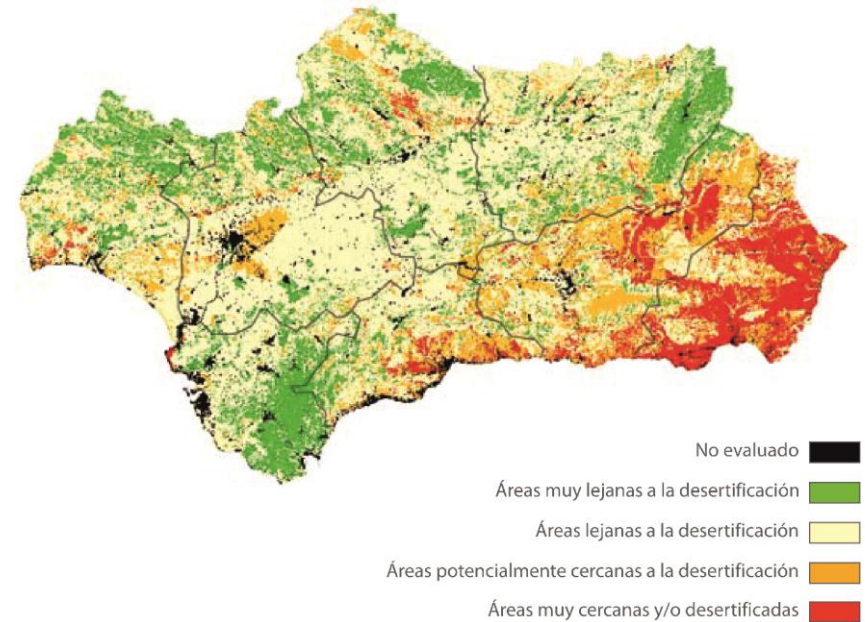 No evaluado
Áreas muy lejanas a la desertificación
Áreas lejanas a la desertificación
Áreas potencialmente cercanas a la desertificación
Áreas muy cercanas y/o desertificadas